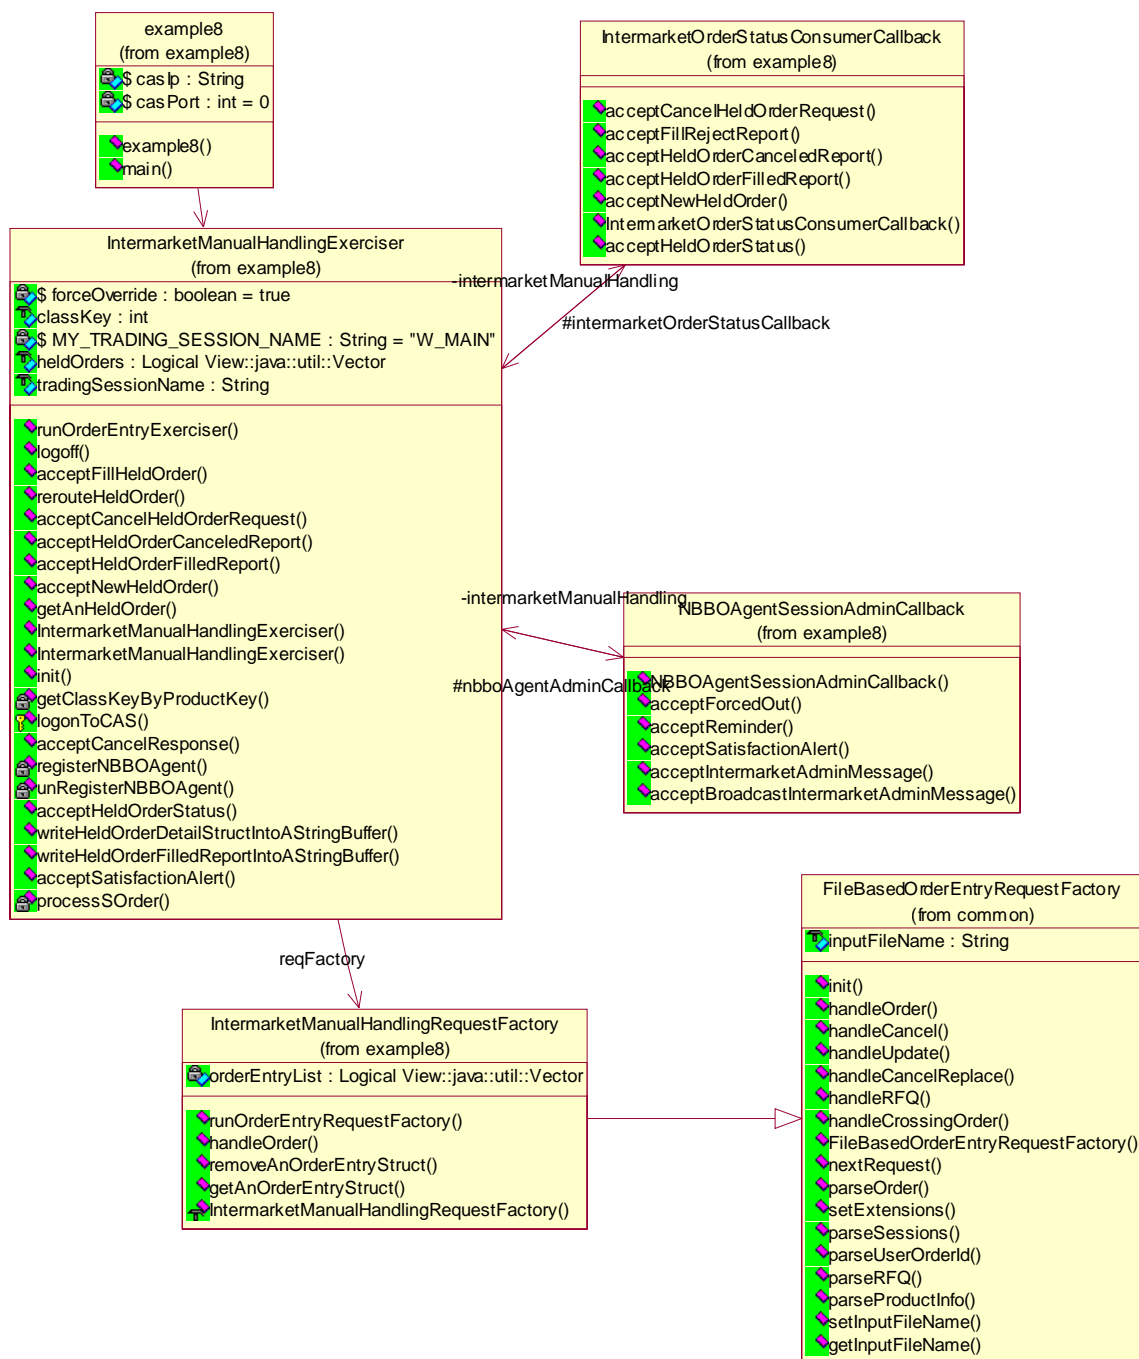 example8
(from example8)
$ casIp : String
$ casPort : int = 0
example8()
main()
IntermarketOrderStatusConsumerCallback
(from example8)
acceptCancelHeldOrderRequest()
acceptFillRejectReport()
acceptHeldOrderCanceledReport()
acceptHeldOrderFilledReport()
acceptNewHeldOrder()
IntermarketOrderStatusConsumerCallback()
acceptHeldOrderStatus()
IntermarketManualHandlingExerciser
(from example8)
$ forceOverride : boolean = true
classKey : int
$ MY_TRADING_SESSION_NAME : String = "W_MAIN"
heldOrders : Logical View::java::util::Vector
tradingSessionName : String
runOrderEntryExerciser()
logoff()
acceptFillHeldOrder()
rerouteHeldOrder()
acceptCancelHeldOrderRequest()
acceptHeldOrderCanceledReport()
acceptHeldOrderFilledReport()
acceptNewHeldOrder()
getAnHeldOrder()
IntermarketManualHandlingExerciser()
IntermarketManualHandlingExerciser()
init()
getClassKeyByProductKey()
logonToCAS()
acceptCancelResponse()
registerNBBOAgent()
unRegisterNBBOAgent()
acceptHeldOrderStatus()
writeHeldOrderDetailStructIntoAStringBuffer()
writeHeldOrderFilledReportIntoAStringBuffer()
acceptSatisfactionAlert()
processSOrder()
-intermarketManualHandling
#intermarketOrderStatusCallback
-intermarketManualHandling
#nbboAgentAdminCallback
NBBOAgentSessionAdminCallback
(from example8)
NBBOAgentSessionAdminCallback()
acceptForcedOut()
acceptReminder()
acceptSatisfactionAlert()
acceptIntermarketAdminMessage()
acceptBroadcastIntermarketAdminMessage()
reqFactory
IntermarketManualHandlingRequestFactory
(from example8)
orderEntryList : Logical View::java::util::Vector
runOrderEntryRequestFactory()
handleOrder()
removeAnOrderEntryStruct()
getAnOrderEntryStruct()
IntermarketManualHandlingRequestFactory()
FileBasedOrderEntryRequestFactory
(from common)
inputFileName : String
init()
handleOrder()
handleCancel()
handleUpdate()
handleCancelReplace()
handleRFQ()
handleCrossingOrder()
FileBasedOrderEntryRequestFactory()
nextRequest()
parseOrder()
setExtensions()
parseSessions()
parseUserOrderId()
parseRFQ()
parseProductInfo()
setInputFileName()
getInputFileName()